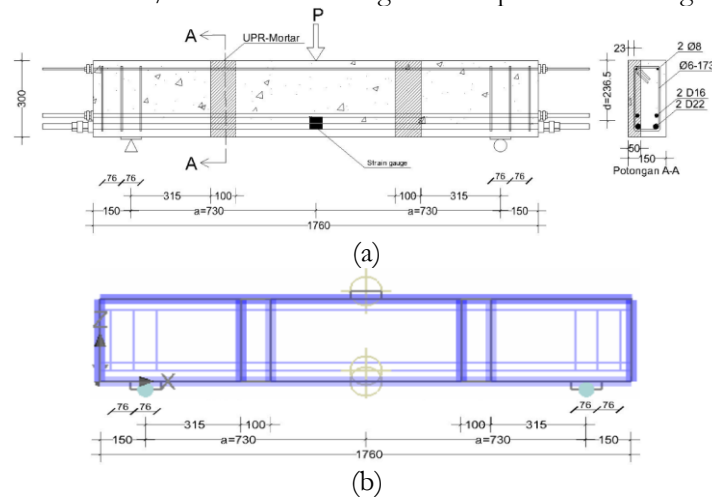 P
A
UPR-Mortar
23
2 Ø8
Ø6-173
d=236.5
300
2 D16
2 D22
A
Strain gauge
50
150
Potongan A-A
76 76
76 76
315 100
100 315
150 a=730 a=730 150
1760
(a)
Z
X
76 76
76 76
315 100
100 315
150 a=730 a=730 150
1760
(b)